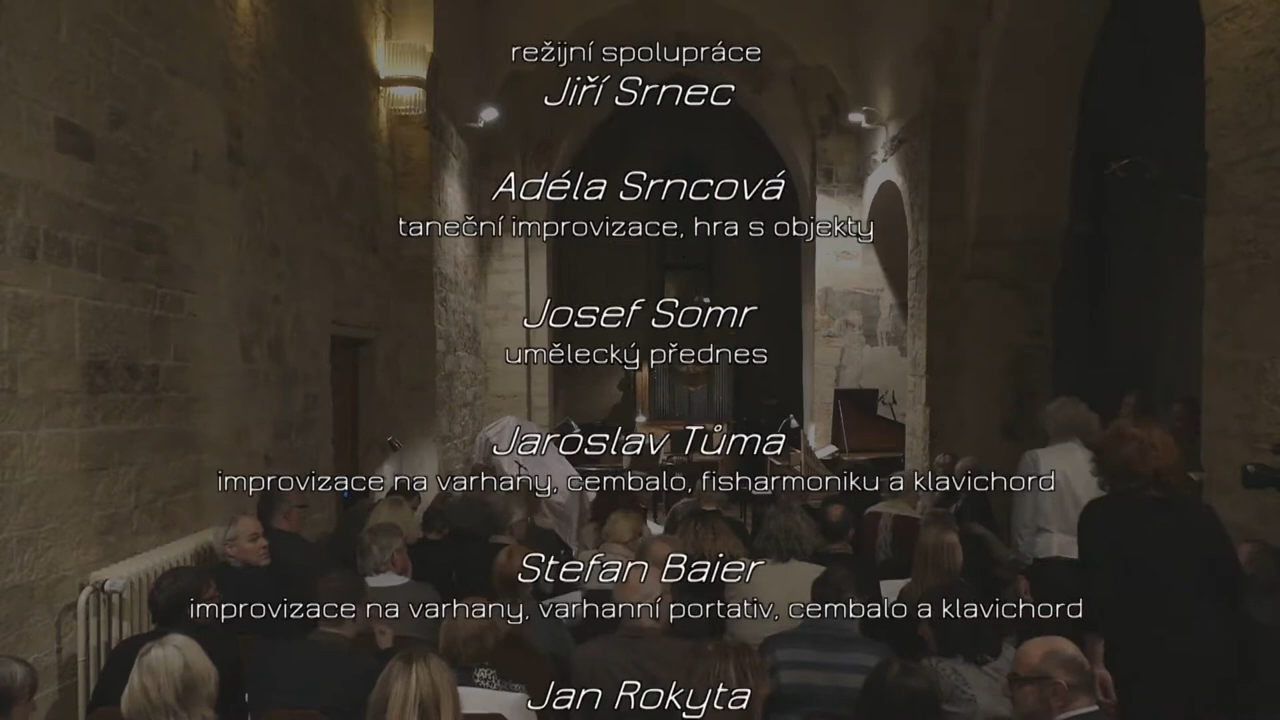 režijní spolupráce
Jiří Srnec
Adéla Srncová
taneční improvizace, hra s objekty
Josef Somr
umělecký přednes
Jaroslav Tůma
improvizace na varhany, cembalo, fisharmoniku a klavichord
Stefan Baier
improvizace na varhany, varhanní portativ, cembalo a klavichord
Jan Rokyta